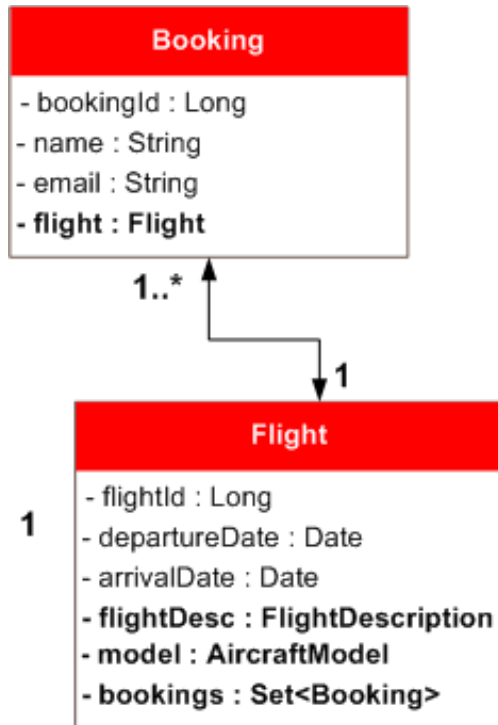 Booking
- bookingId : Long
- name : String
- email : String
- flight : Flight
1..*
1
Flight
- flightId : Long
1
- departureDate : Date
- arrivalDate : Date
- flightDesc : FlightDescription
- model : AircraftModel
- bookings : Set<Booking>